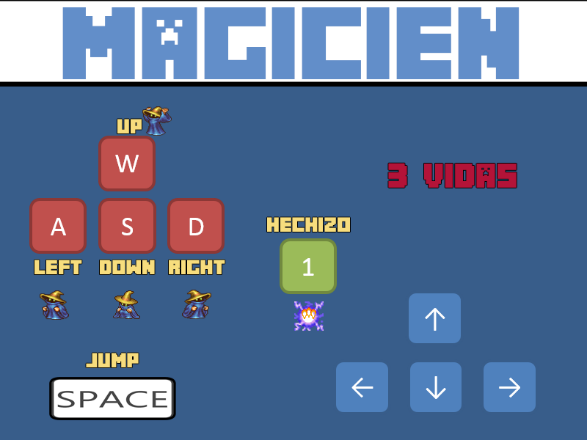 MAGICIEN
UP
W
3 VIDAS
A S D
HECHIZO
LEFT DOWN RIGHT
1
↑
JUMP
SPACE
← ↓ →